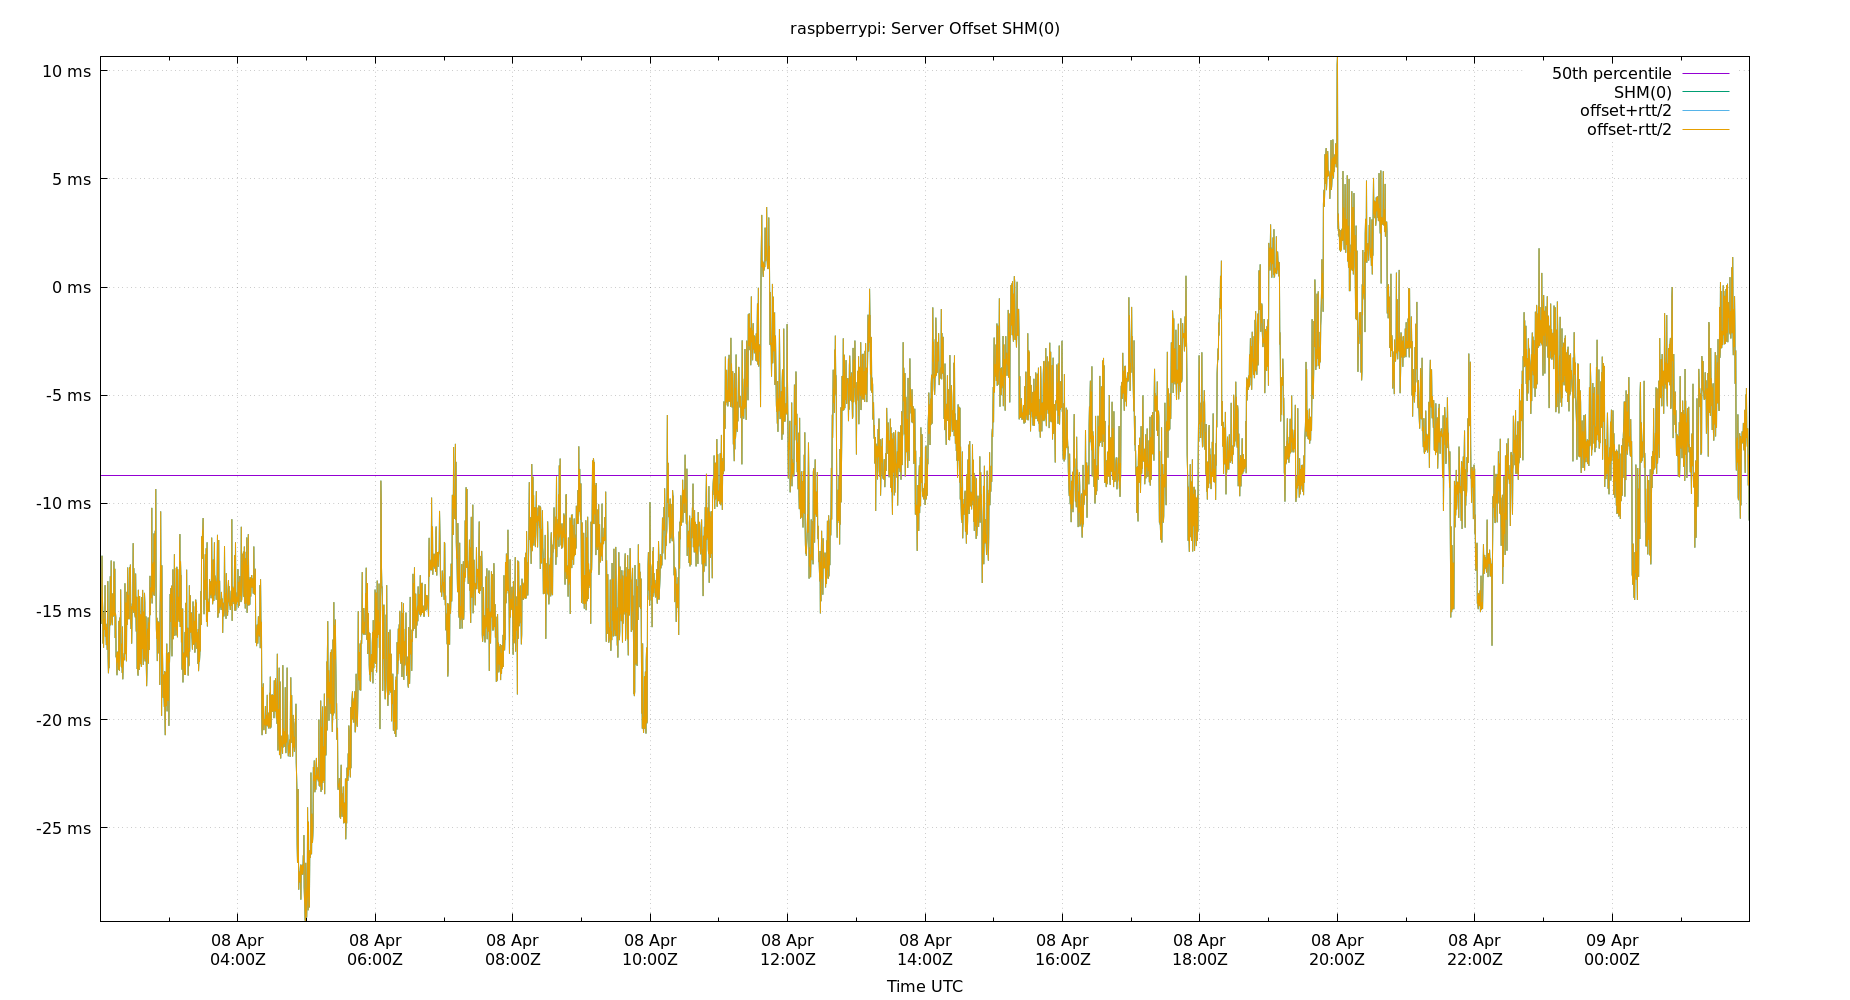 raspberrypi: Server Offset SHM(0)
10 ms
5 ms
0 ms
-5 ms
-10 ms
-15 ms
-20 ms
-25 ms
50th percentile
SHM(0)
offset+rtt/2
offset-rtt/2
08 Apr
04:00Z
08 Apr
06:00Z
08 Apr
08:00Z
08 Apr
10:00Z
08 Apr
12:00Z
08 Apr
14:00Z
08 Apr
16:00Z
08 Apr
18:00Z
08 Apr
20:00Z
08 Apr
22:00Z
09 Apr
00:00Z
Time UTC